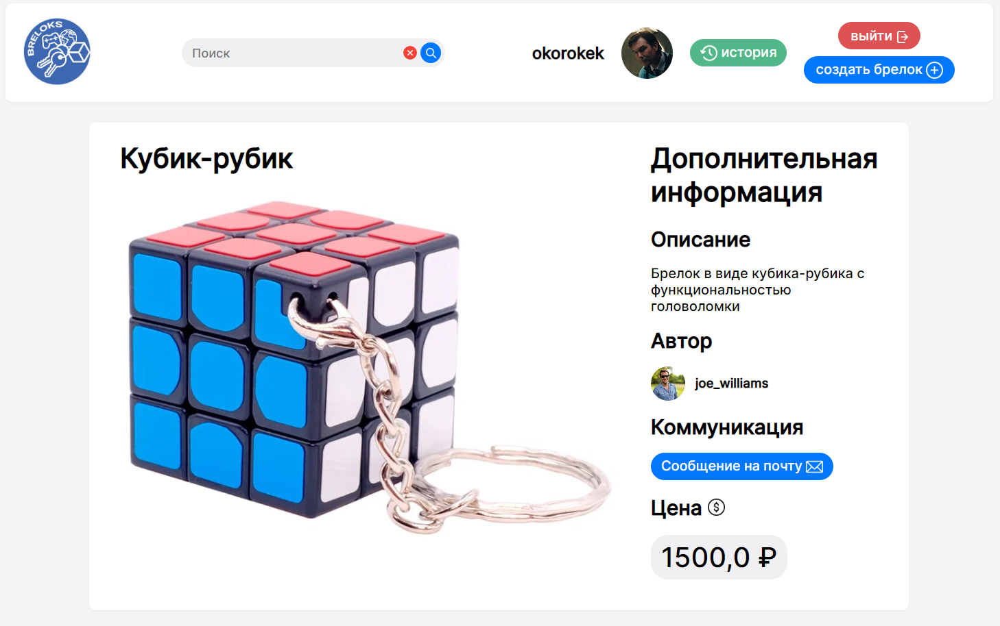 BRELOKS
Поиск
okorokek
история
выйти
создать брелок
Кубик-рубик
Дополнительная
информация
Описание
Брелок в виде кубика-рубика с
функциональностью
головоломки
Автор
joe_williams
Коммуникация
Сообщение на почту
Цена $
1500,0 ₽